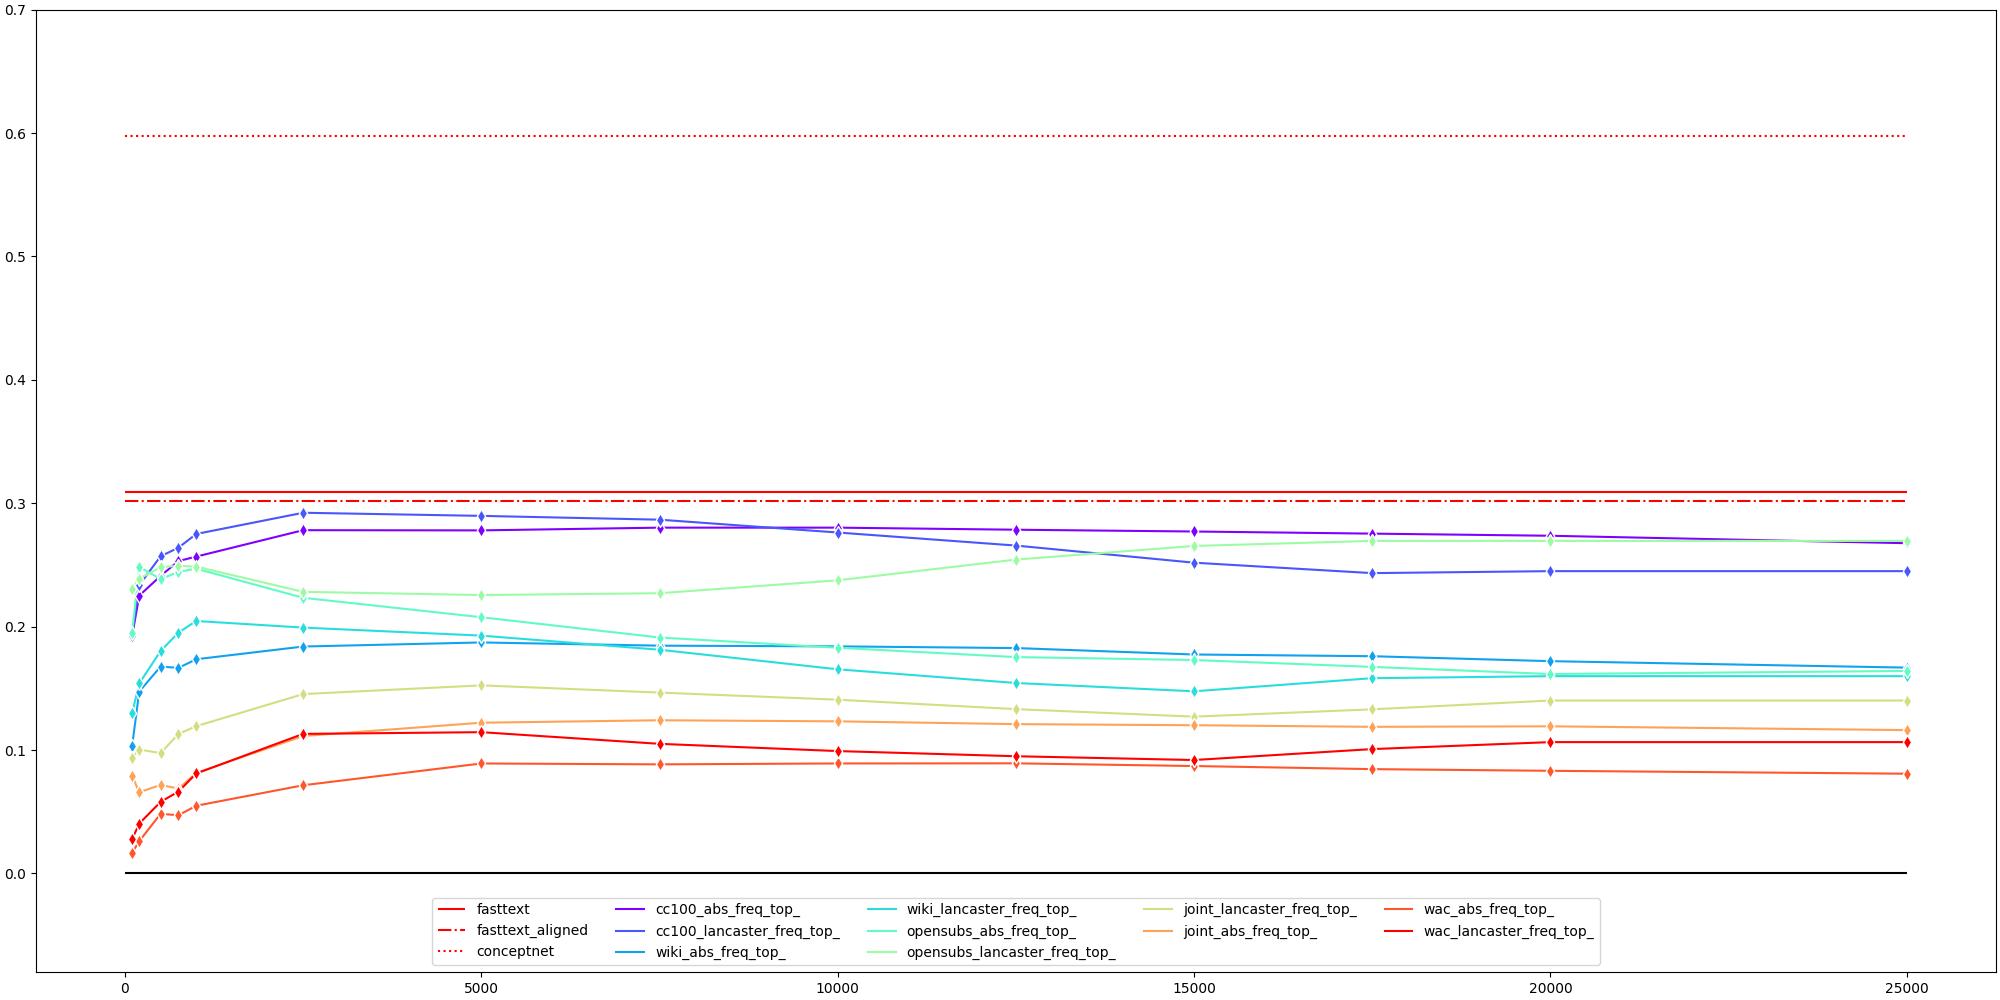 0.7
0.6
0.5
0.4
0.3
0.2
0.1
0.0
fasttext
fasttext_aligned
conceptnet
cc100_abs_freq_top_
cc100_lancaster_freq_top_
wiki_abs_freq_top_
wiki_lancaster_freq_top_
opensubs_abs_freq_top_
opensubs_lancaster_freq_top_
joint_lancaster_freq_top_
joint_abs_freq_top_
wac_abs_freq_top_
wac_lancaster_freq_top_
0 5000 10000 15000 20000 25000